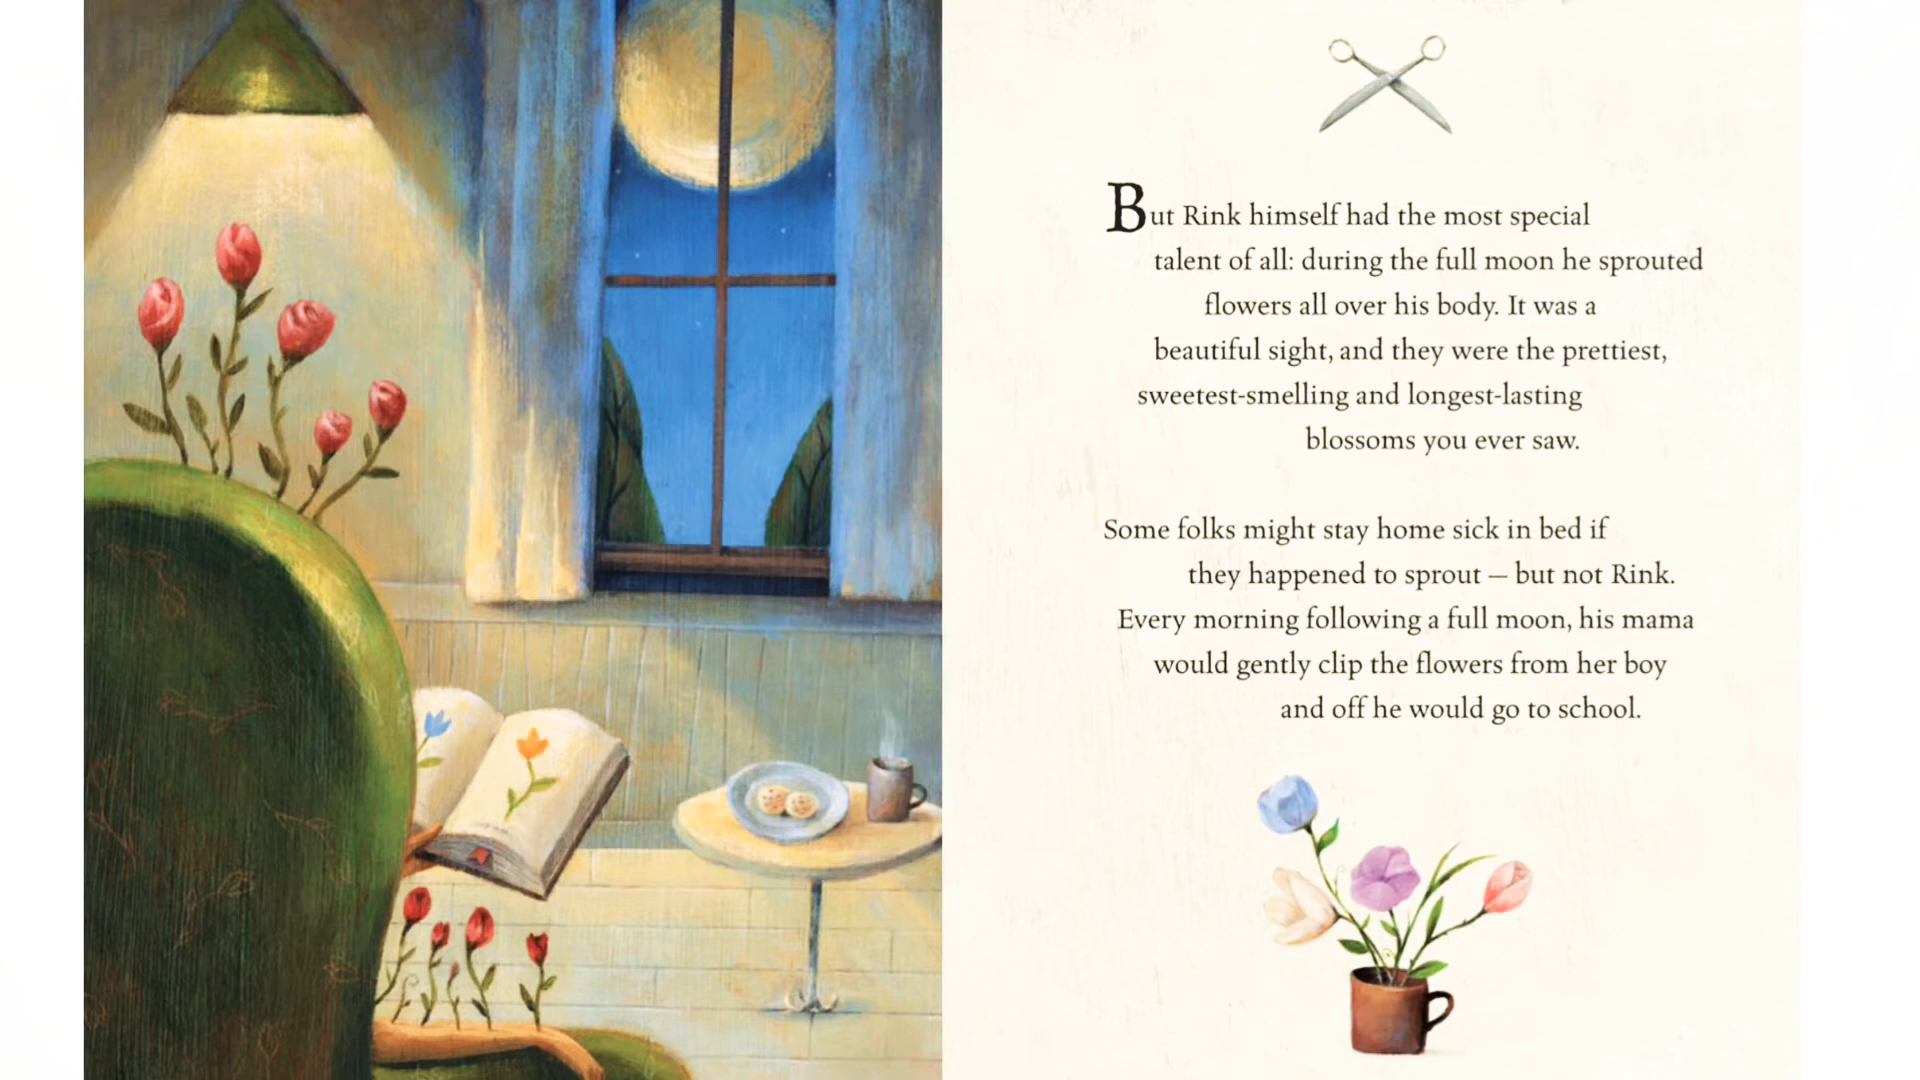 But Rink himself had the most special
talent of all: during the full moon he sprouted
flowers all over his body. It was a
beautiful sight, and they were the prettiest,
sweetest-smelling and longest-lasting
blossoms you ever saw.
Some folks might stay home sick in bed if
they happened to sprout – but not Rink.
Every morning following a full moon, his mama
would gently clip the flowers from her boy
and off he would go to school.